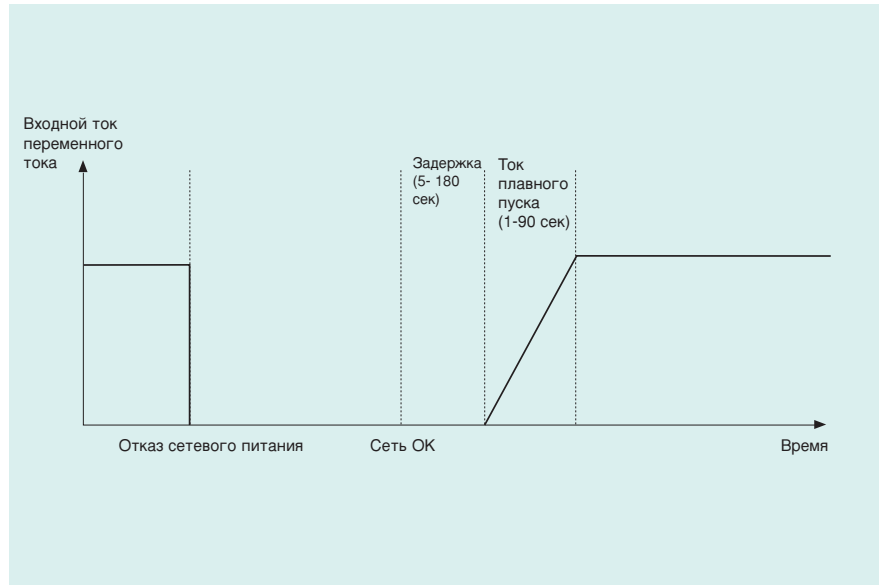 Входной ток
переменного
тока
Задержка
(5- 180
сек)
Ток
плавного
пуска
(1-90 сек)
Отказ сетевого питания
Сеть ОК
Время